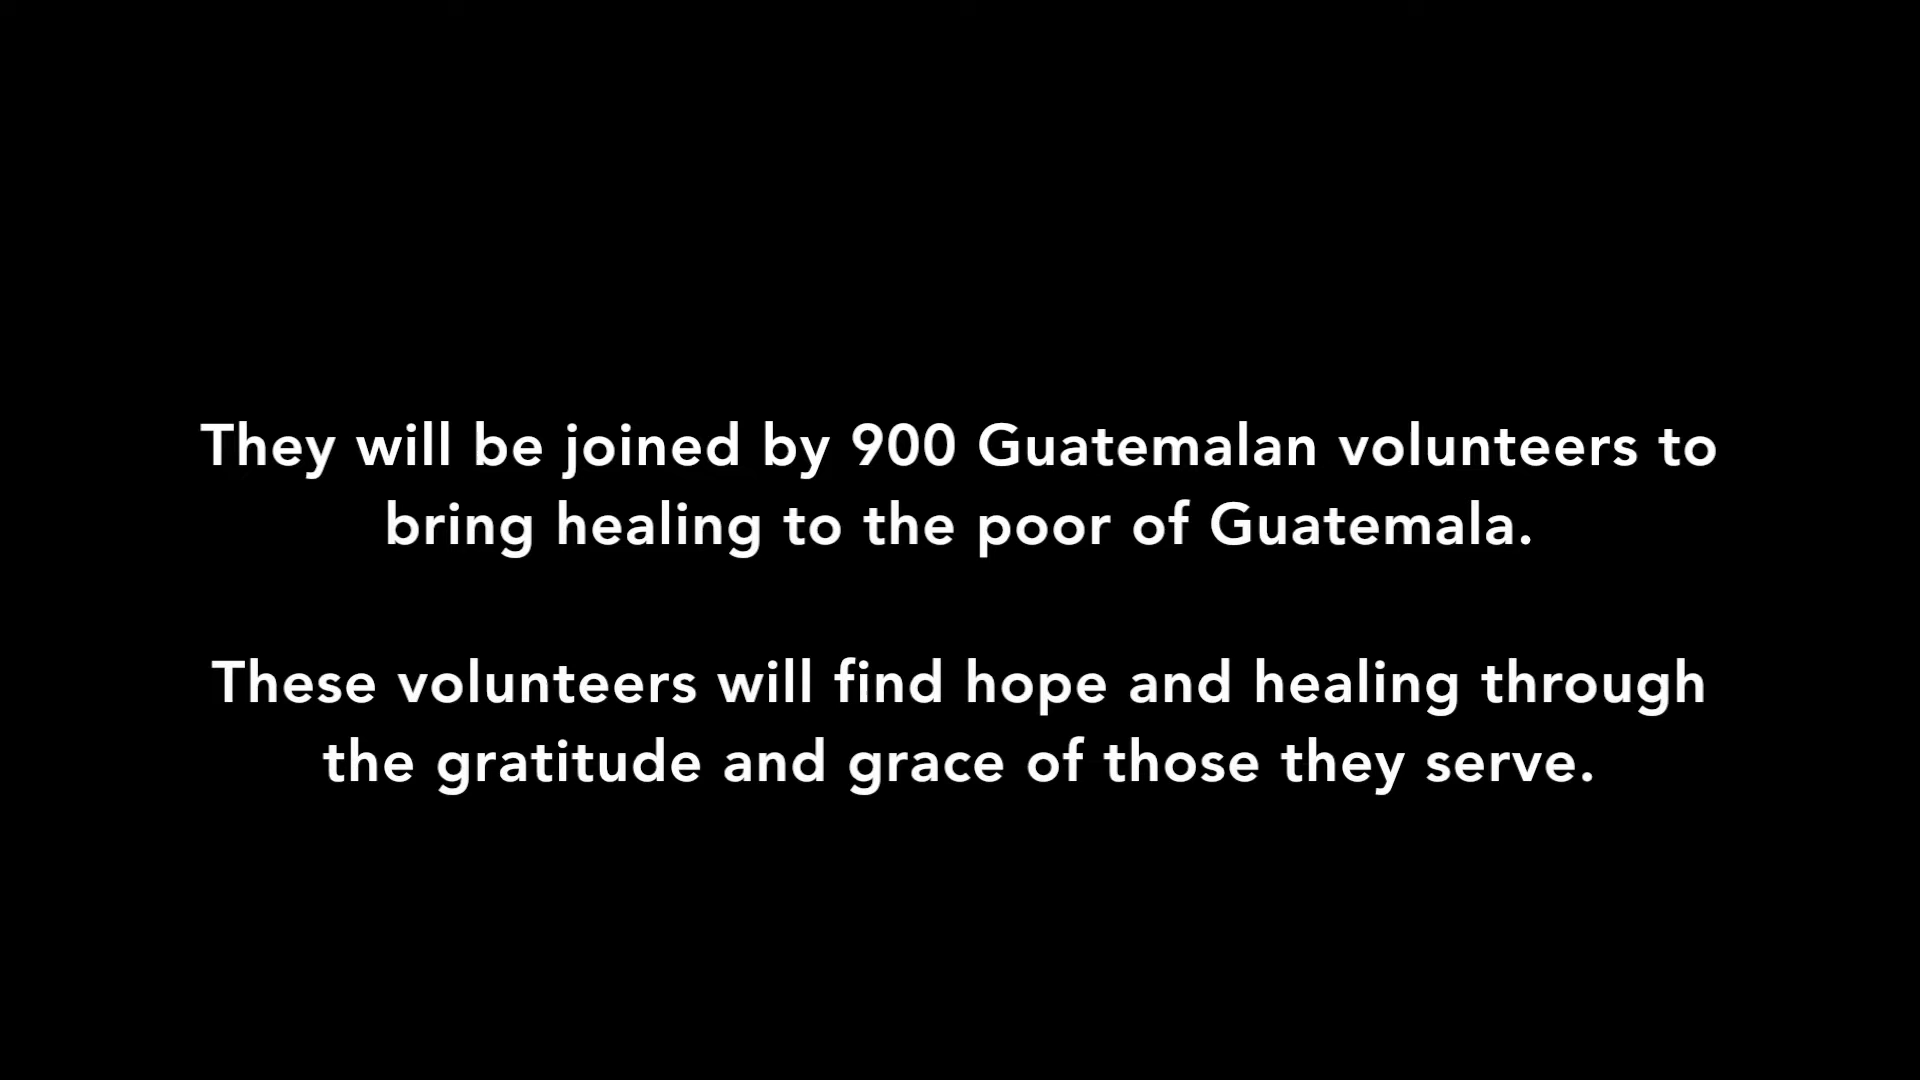 They will be joined by 900 Guatemalan volunteers to
bring healing to the poor of Guatemala.
These volunteers will find hope and healing through
the gratitude and grace of those they serve.